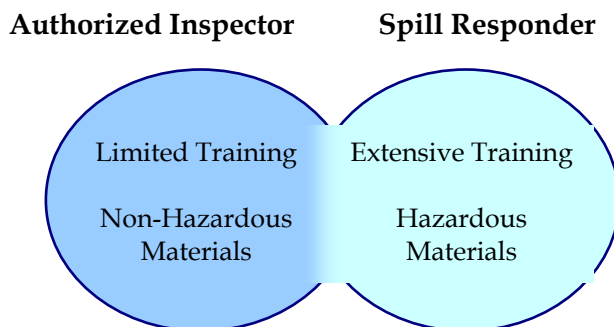 Authorized Inspector
Spill Responder
Limited Training
Non-Hazardous
Materials
Extensive Training
Hazardous
Materials